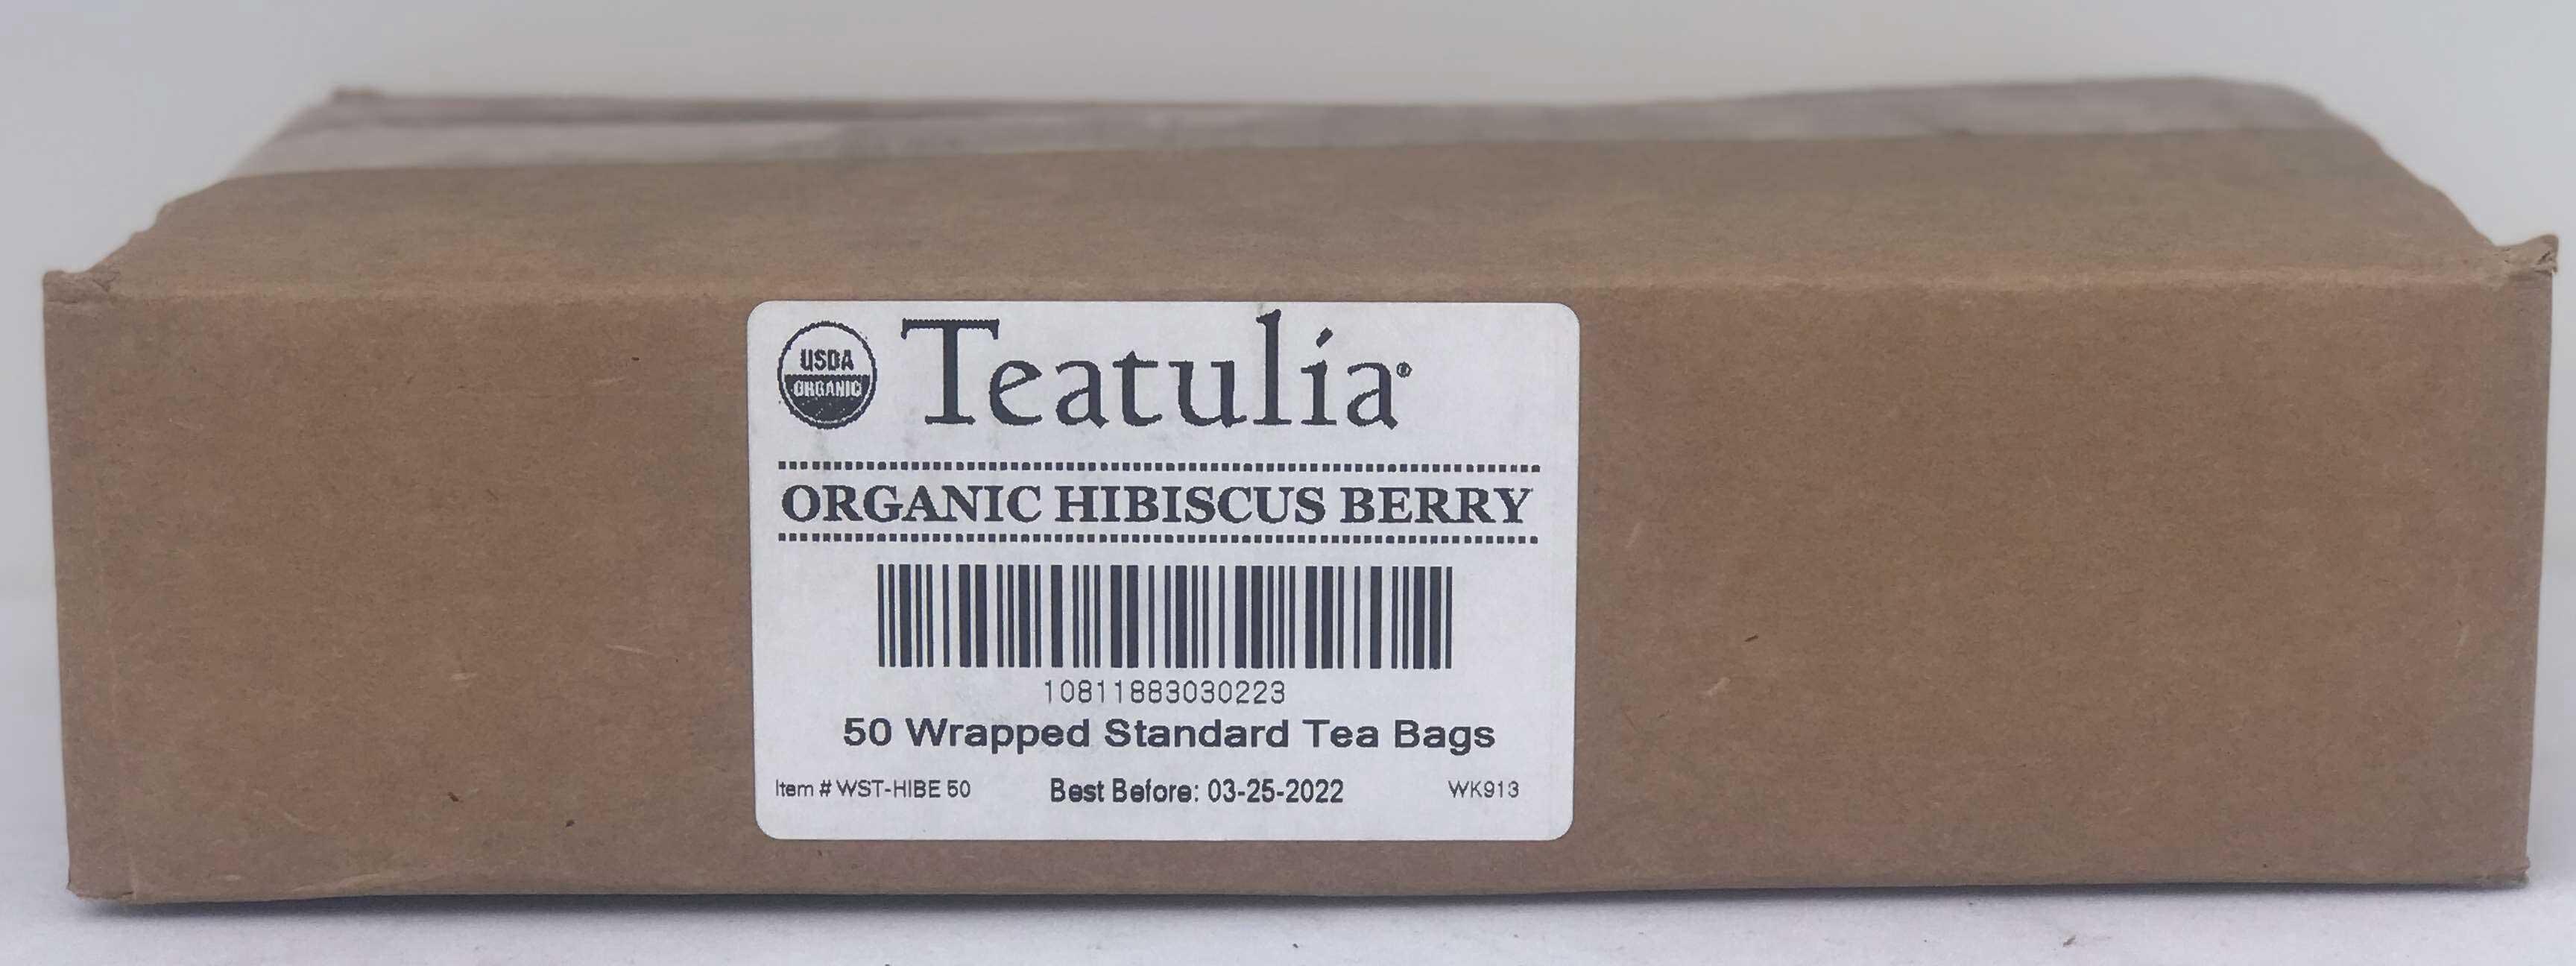 USDA
ORGANIC
Teatulia®
ORGANIC HIBISCUS BERRY
10811883030223
50 Wrapped Standard Tea Bags
Item # WST-HIBE 50 Best Before: 03-25-2022 WK913